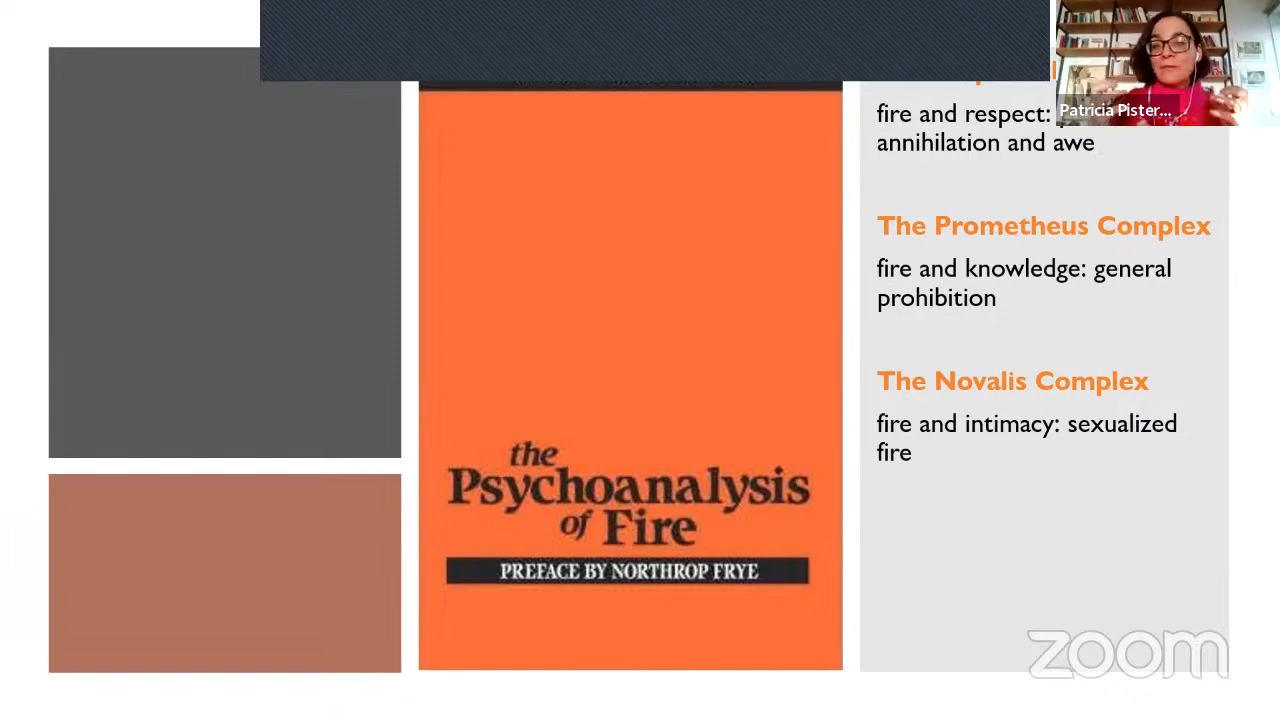 the
Psychoanalysis
of Fire
PREFACE BY NORTHROP FRYE
fire and respect:
annihilation and awe
The Prometheus Complex
fire and knowledge: general
prohibition
The Novalis Complex
fire and intimacy: sexualized
fire
Patricia Pister...
zoom